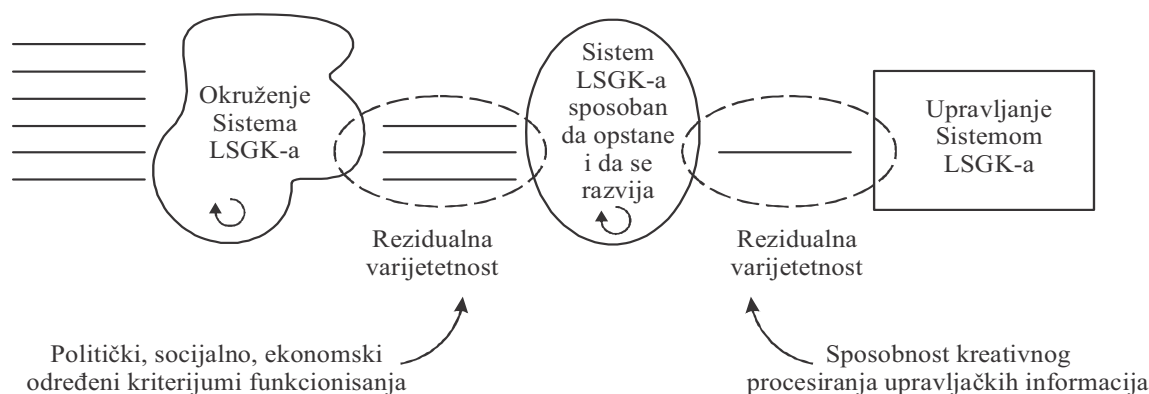 Okruženje
Sistema
LSGK-a
Sistem
LSGK-a
sposoban
da opstane
i da se
razvija
Upravljanje
Sistemom
LSGK-a
Rezidualna
varijetetnost
Rezidualna
varijetetnost
Politički, socijalno, ekonomski
određeni kriterijumi funkcionisanja
Sposobnost kreativnog
procesiranja upravljačkih informacija